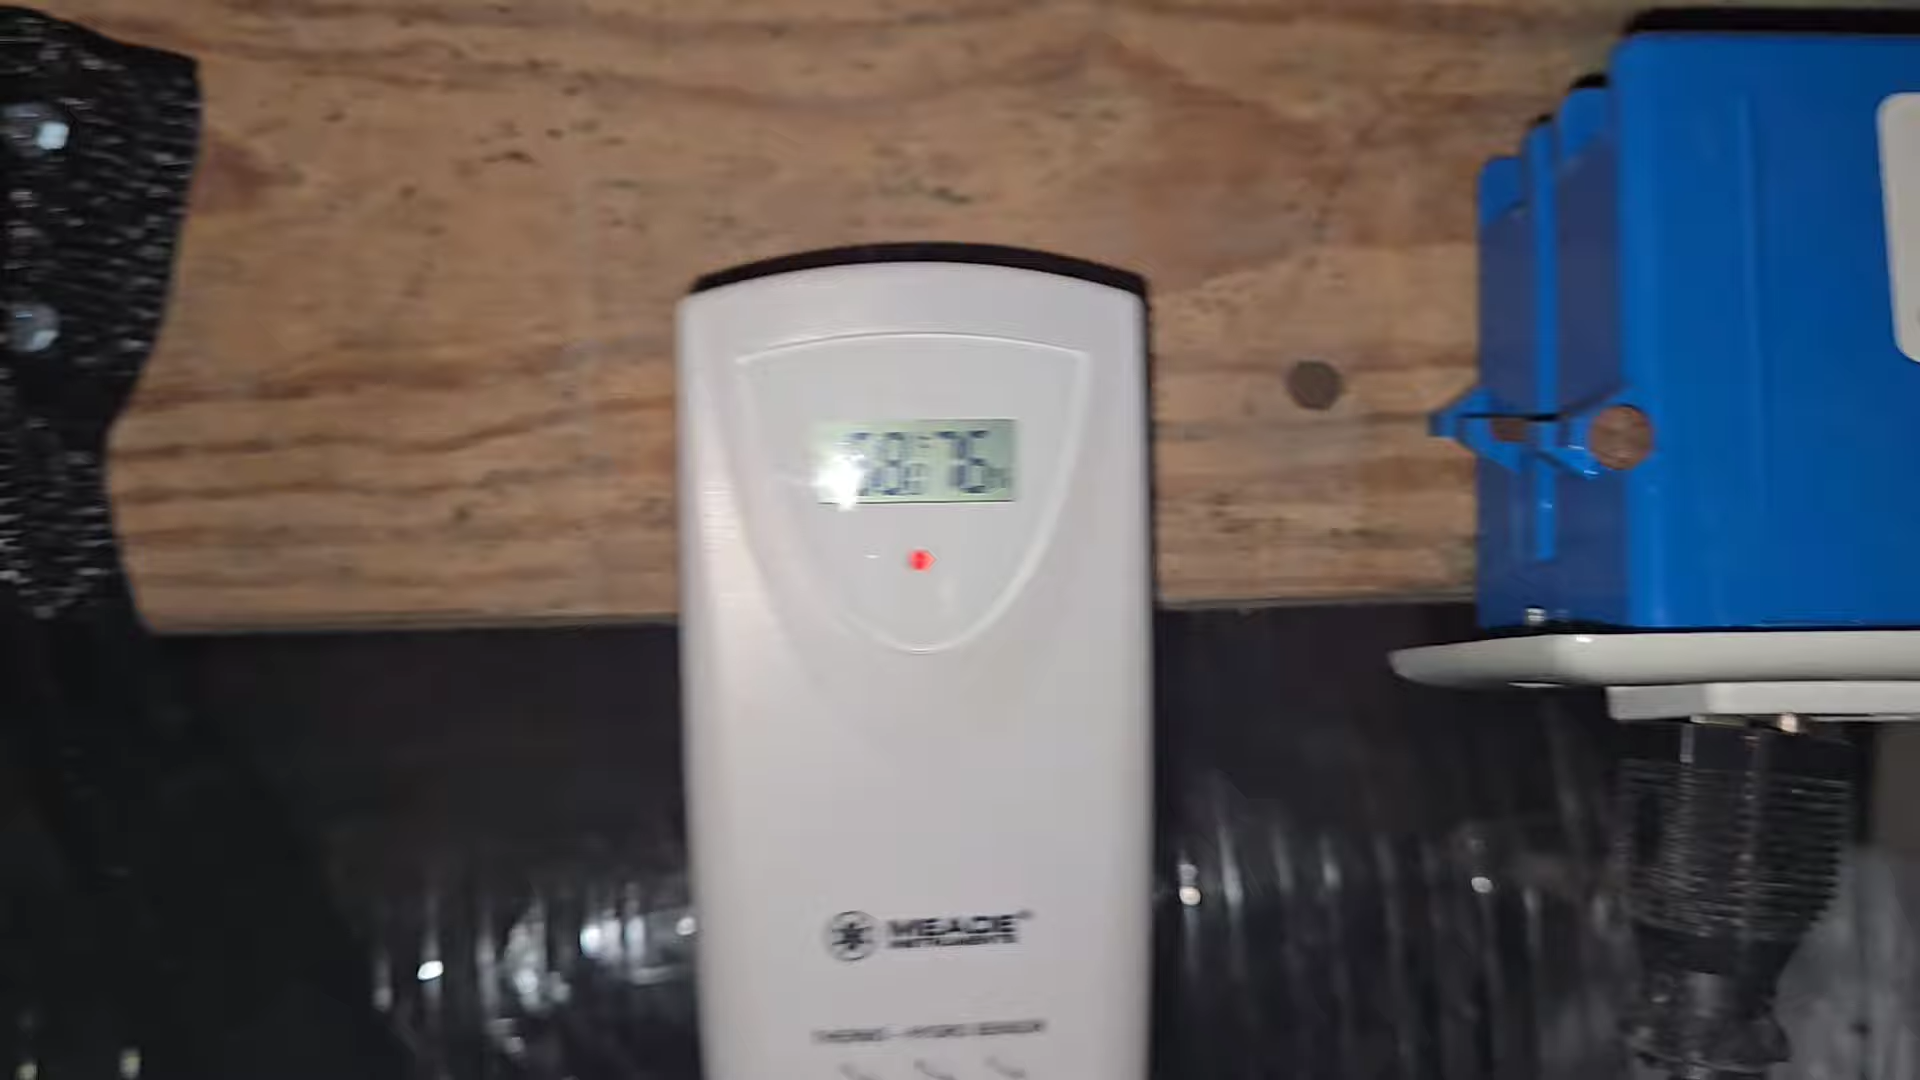 76
MEADE
INSTRUMENTS
THERMO - HYGRO SENSOR